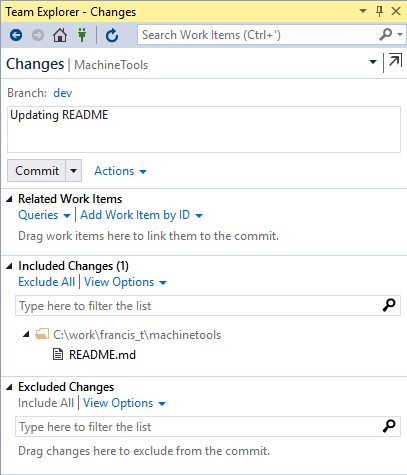 Team Explorer - Changes
Search Work Items (Ctrl+')
Changes | MachineTools
Branch: dev
Updating README
Commit Actions
Related Work Items
Queries | Add Work Item by ID
Drag work items here to link them to the commit.
Included Changes (1)
Exclude All | View Options
Type here to filter the list
C:\work\francis_t\machinetools
README.md
Excluded Changes
Include All | View Options
Type here to filter the list
Drag changes here to exclude from the commit.